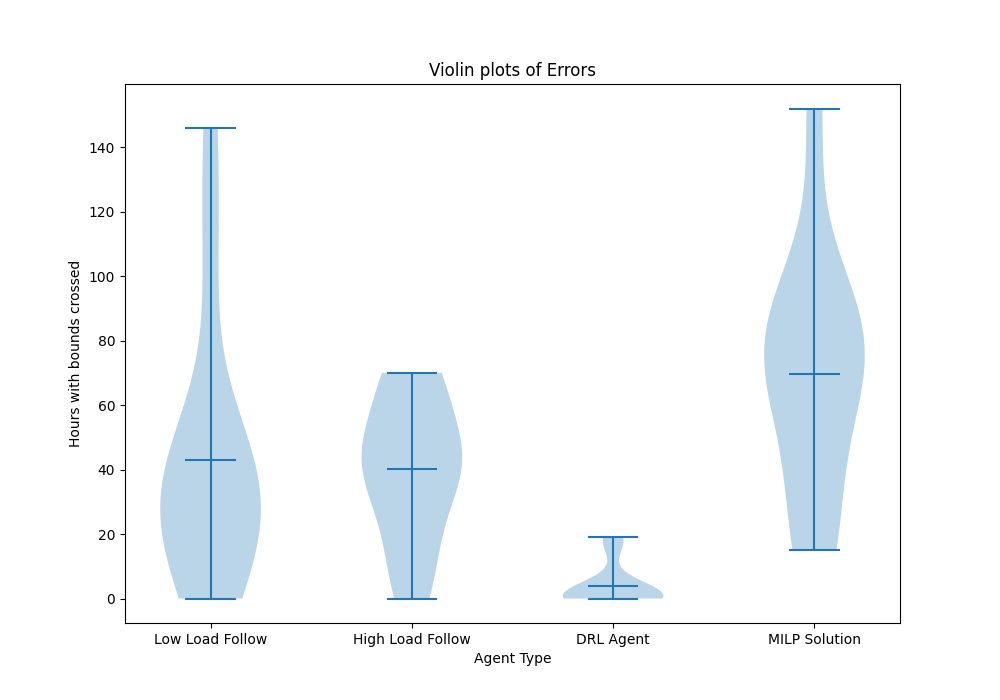 Violin plots of Errors
Hours with bounds crossed
140
120
100
80
60
40
20
0
Low Load Follow
High Load Follow
DRL Agent
MILP Solution
Agent Type